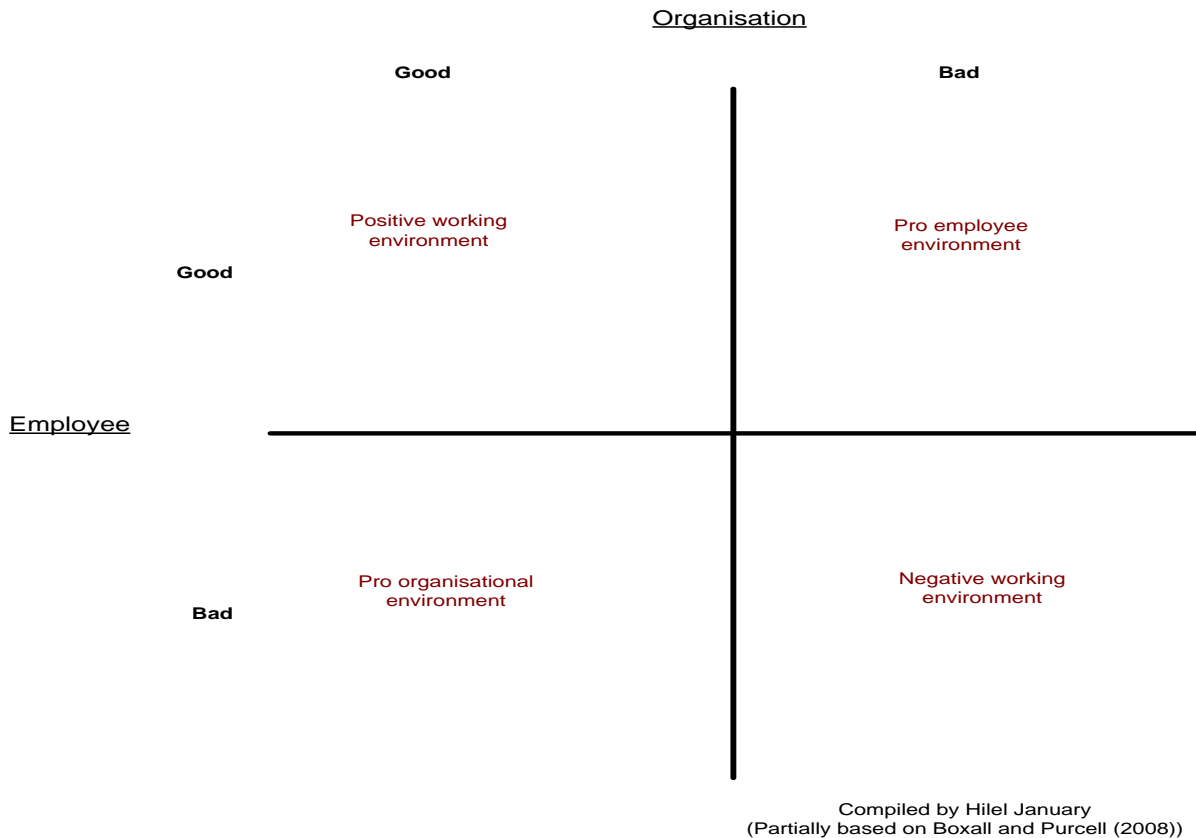 Organisation
Good
Bad
Positive working
environment
Pro employee
environment
Good
Employee
Pro organisational
environment
Negative working
environment
Bad
Compiled by Hilel January
(Partially based on Boxall and Purcell (2008))